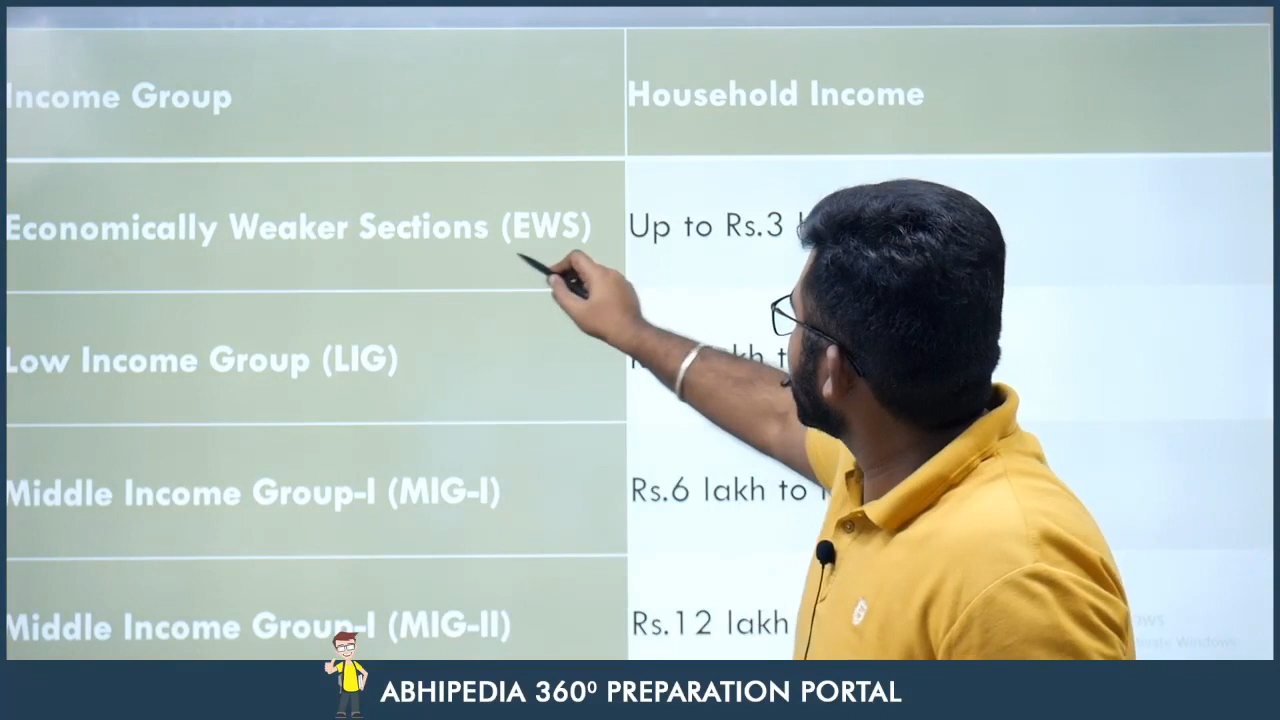 Income Group
Household Income
Economically Weaker Sections (EWS)
Up to Rs.3
Low Income Group (LIG)
Middle Income Group-I (MIG-I)
Rs.6 lakh to
Middle Income Group-I (MIG-II)
Rs.12 lakh
ABHIPEDIA 360⁰ PREPARATION PORTAL